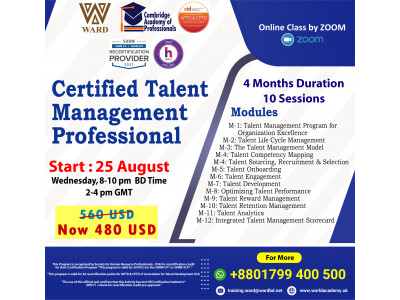 WARD
Cambridge
Academy of
Professionals
SHRM
RECERTIFICATION
PROVIDER
2021
Online Class by ZOOM
zoom
Certified Talent
Management
Professional
Start : 25 August
Wednesday, 8-10 pm BD Time
2-4 pm GMT
560 USD
Now 480 USD
4 Months Duration
10 Sessions
Modules
M-1: Talent Management Program for
Organization Excellence
M-2: Talent Life Cycle Management
M-3: The Talent Management Model
M-4: Talent Competency Mapping
M-4: Talent Sourcing, Recruitment & Selection
M-5: Talent Onboarding
M-6: Talent Engagement
M-7: Talent Development
M-8: Optimizing Talent Performance
M-9: Talent Reward Management
M-10: Talent Retention Management
M-11: Talent Analytics
M-12: Integrated Talent Management Scorecard
For More
+8801799 400 500
training.ward@wardbd.net
www.worldacademy.uk